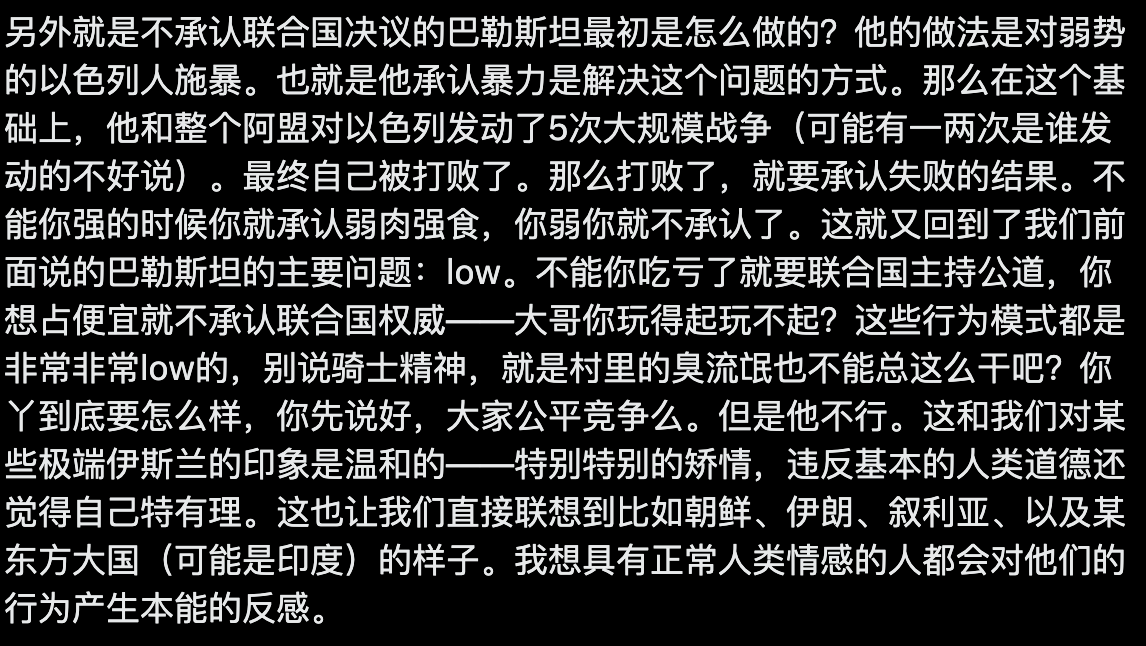 另外就是不承认联合国决议的巴勒斯坦最初是怎么做的？他的做法是对弱势
的以色列人施暴。也就是他承认暴力是解决这个问题的方式。那么在这个基
础上，他和整个阿盟对以色列发动了5次大规模战争（可能有一两次是谁发
动的不好说）。最终自己被打败了。那么打败了，就要承认失败的结果。不
能你强的时候你就承认弱肉强食，你弱你就不承认了。这就又回到了我们前
面说的巴勒斯坦的主要问题：low。不能你吃亏了就要联合国主持公道，你
想占便宜就不承认联合国权威——大哥你玩得起玩不起？这些行为模式都是
非常非常low的，别说骑士精神，就是村里的臭流氓也不能总这么干吧？你
丫到底要怎么样，你先说好，大家公平竞争么。但是他不行。这和我们对某
些极端伊斯兰的印象是温和的——特别特别的矫情，违反基本的人类道德还
觉得自己特有理。这也让我们直接联想到比如朝鲜、伊朗、叙利亚、以及某
东方大国（可能是印度）的样子。我想具有正常人类情感的人都会对他们的
行为产生本能的反感。